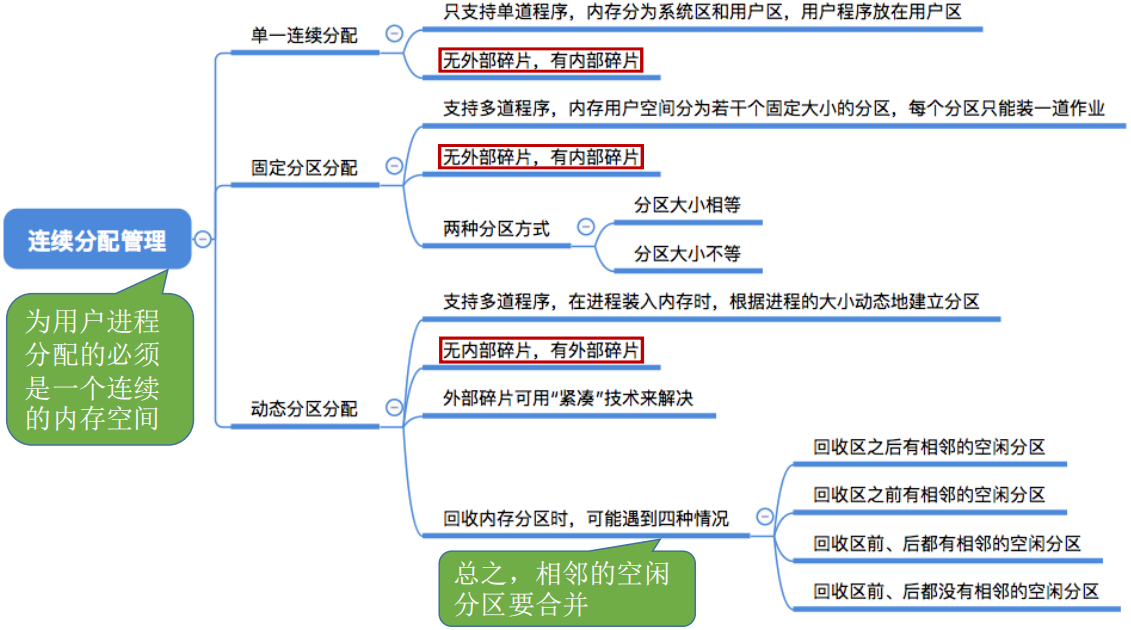 连续分配管理
为用户进程
分配的必须
是一个连续
的内存空间
单一连续分配
只支持单道程序，内存分为系统区和用户区，用户程序放在用户区
无外部碎片，有内部碎片
固定分区分配
支持多道程序，内存用户空间分为若干个固定大小的分区，每个分区只能装一道作业
无外部碎片，有内部碎片
两种分区方式
分区大小相等
分区大小不等
动态分区分配
支持多道程序，在进程装入内存时，根据进程的大小动态地建立分区
无内部碎片，有外部碎片
外部碎片可用“紧凑”技术来解决
回收内存分区时，可能遇到四种情况
回收区之后有相邻的空闲分区
回收区之前有相邻的空闲分区
回收区前、后都有相邻的空闲分区
回收区前、后都没有相邻的空闲分区
总之，相邻的空闲
分区要合并